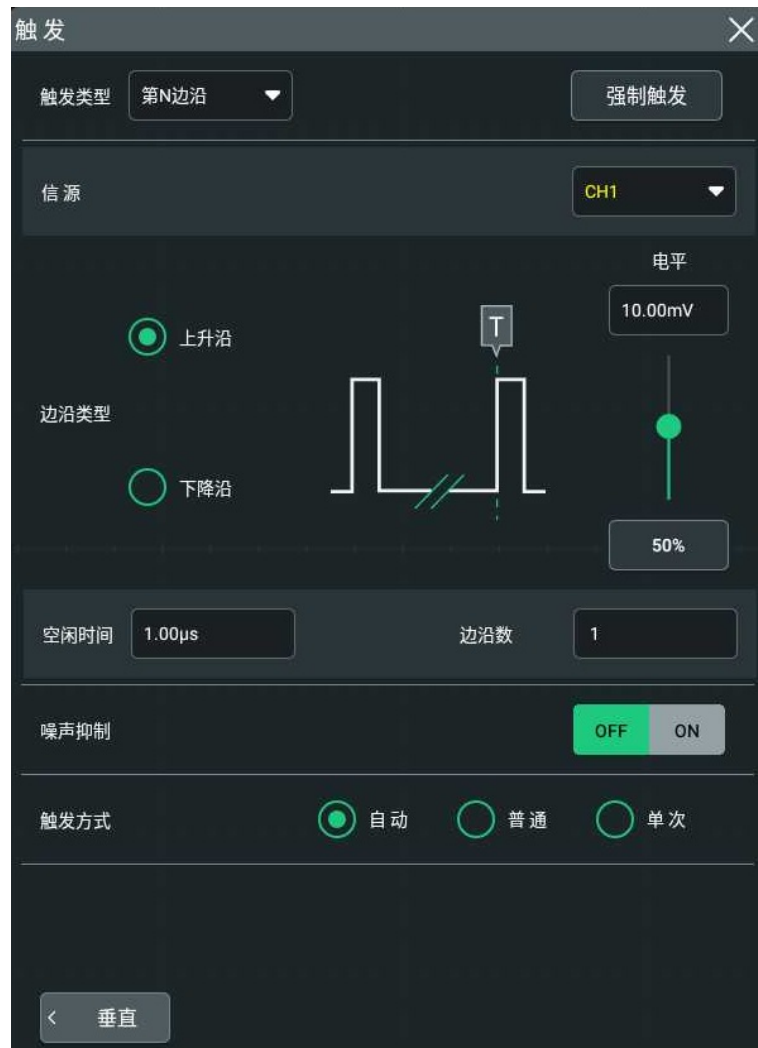 触发
触发类型 第N边沿 强制触发
信源 CH1
电平
10.00mV
T
上升沿
边沿类型
下降沿
50%
空闲时间 1.00μs 边沿数 1
噪声抑制 OFF ON
触发方式 自动 普通 单次
< 垂直